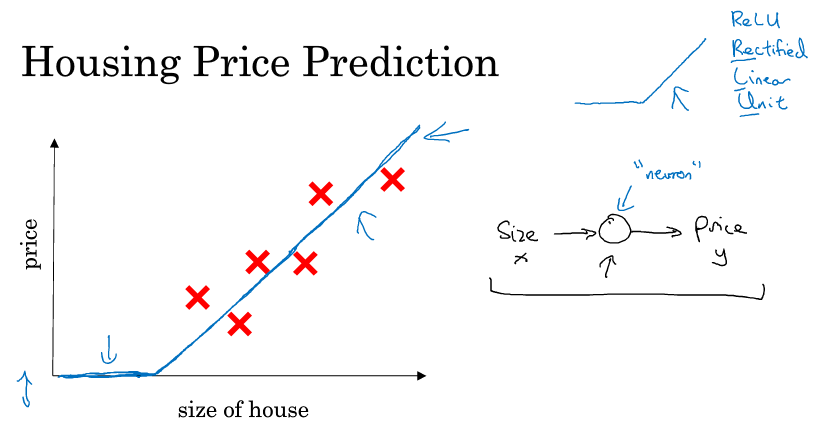 Housing Price Prediction
ReLU
Rectified
Linear
Unit
"neuron"
size
price
x
y
price
size of house